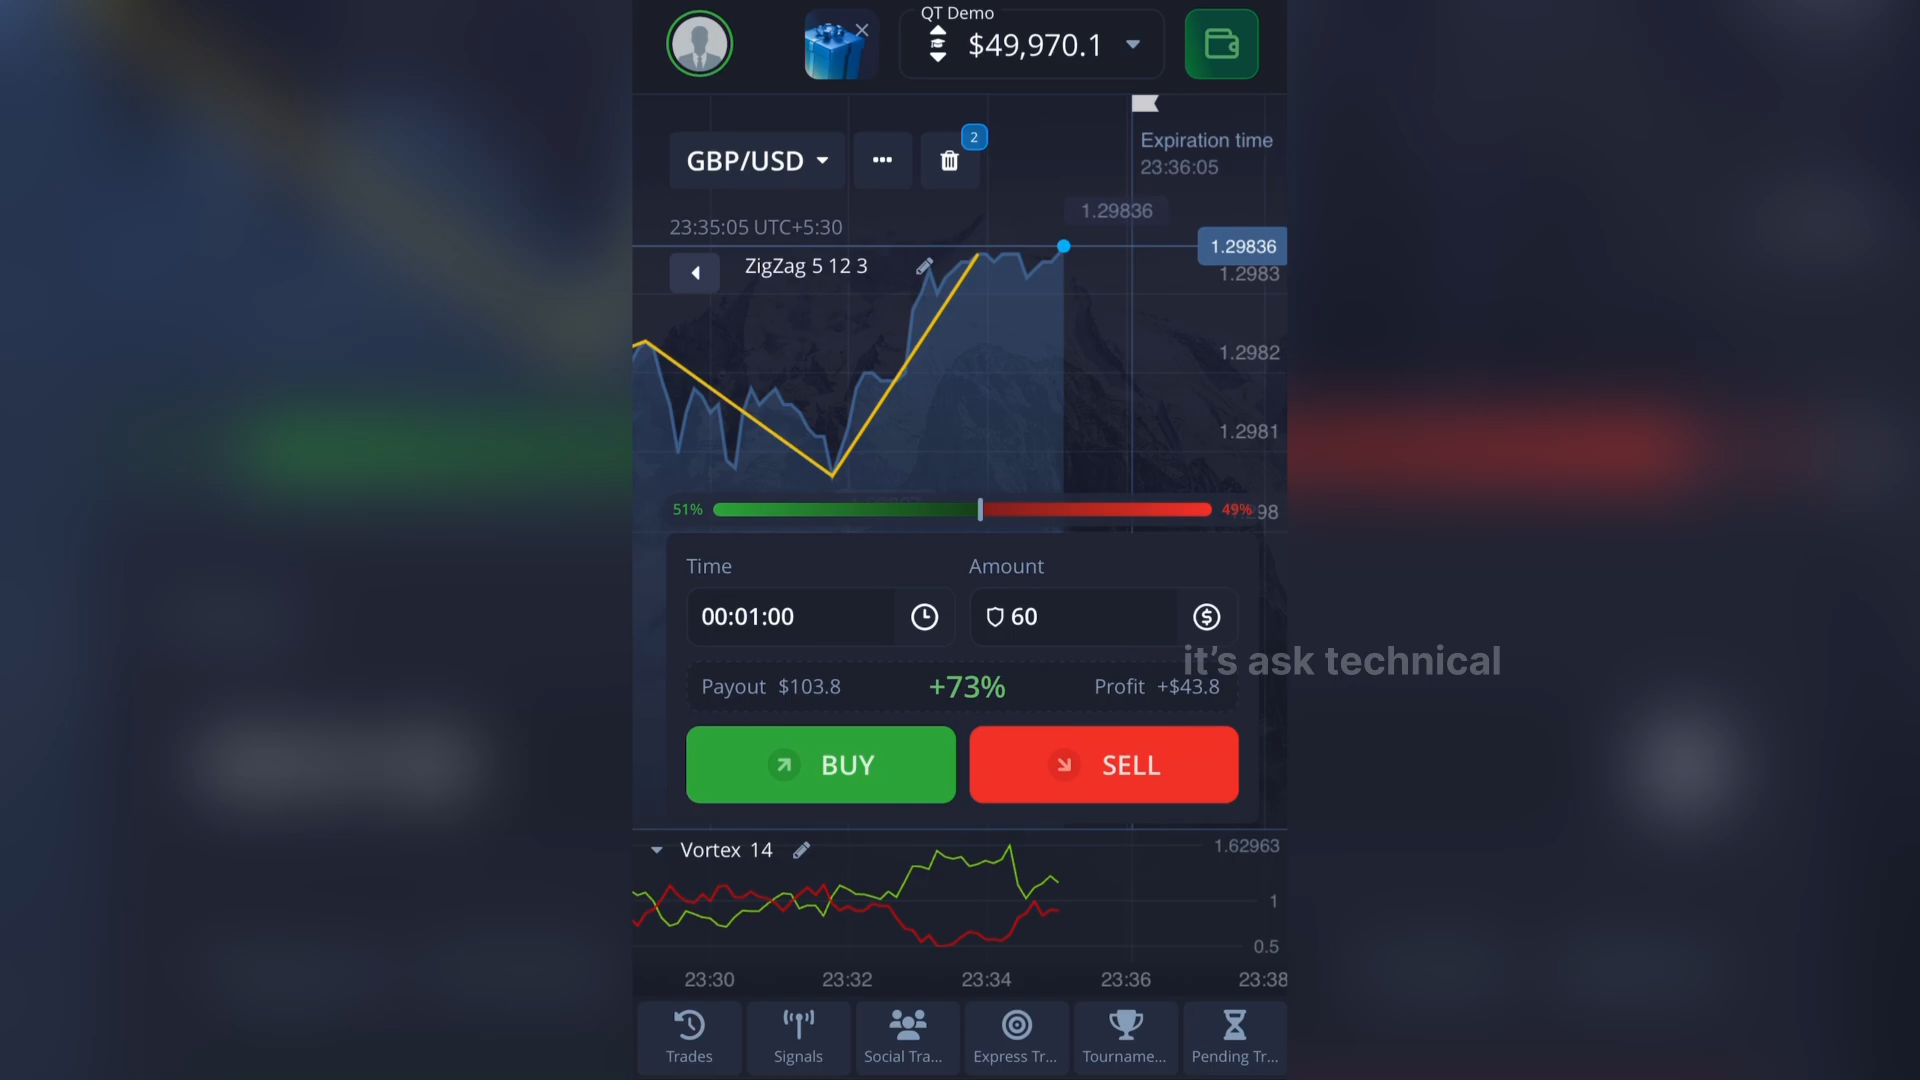 QT Demo
$49,970.1
GBP/USD
2
Expiration time
23:36:05
1.29836
23:35:05 UTC+5:30
1.29836
ZigZag 5 12 3
1.2983
1.2982
1.2981
51%
49%
98
Time
Amount
00:01:00
60
it's ask technical
Payout $103.8
+73%
Profit +$43.8
BUY
SELL
Vortex 14
1.62963
1
0.5
23:30
23:32
23:34
23:36
23:38
Trades
Signals
Social Tra...
Express Tr...
Tourname...
Pending Tr...